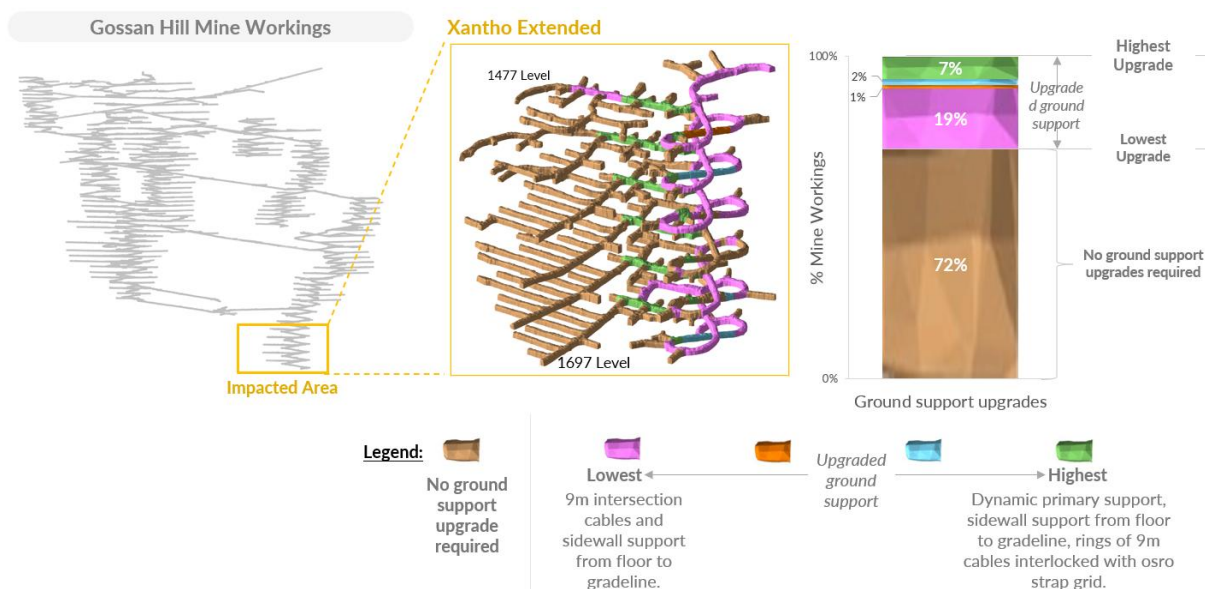 Gossan Hill Mine Workings
Impacted Area
Xantho Extended
1477 Level
1697 Level
% Mine Workings
100%
2%
1%
0%
7%
19%
72%
Ground support upgrades
Highest
Upgrade
Upgrade
d ground
support
Lowest
Upgrade
No ground support
upgrades required
Legend:
No ground
support
upgrade
required
Lowest
9m intersection
cables and
sidewall support
from floor to
gradeline.
Upgraded
ground
support
Highest
Dynamic primary support,
sidewall support from floor
to gradeline, rings of 9m
cables interlocked with osro
strap grid.